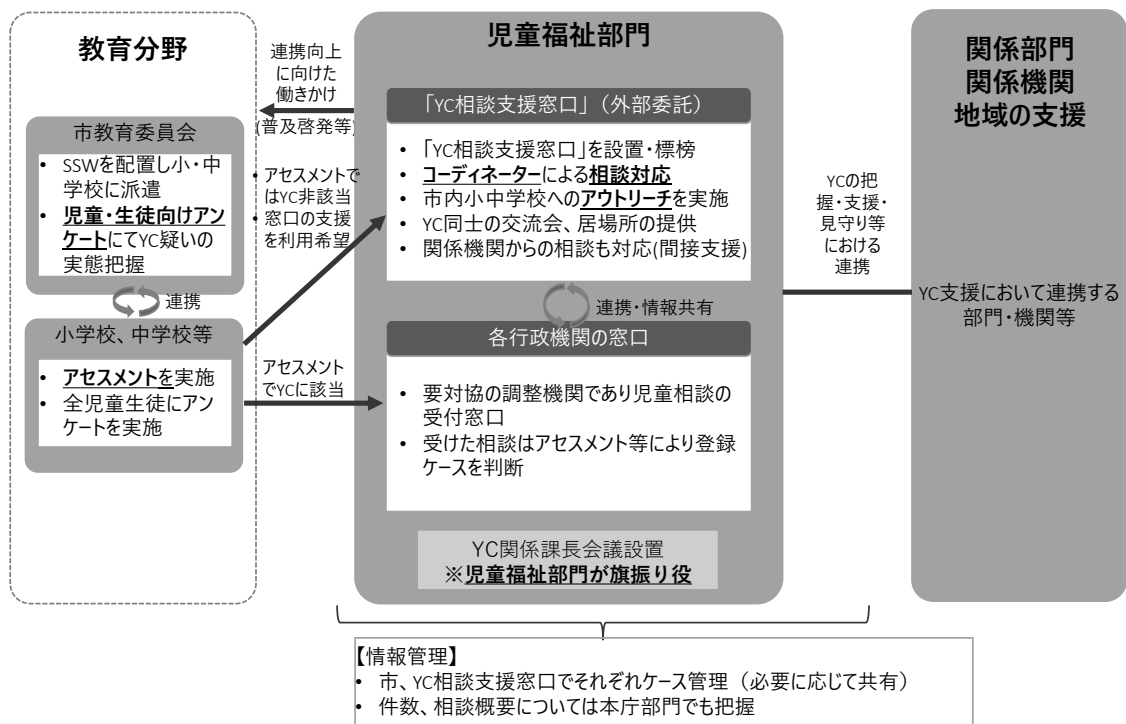 教育分野
市教育委員会
• SSWを配置し小・中
学校に派遣
• 児童・生徒向けアン
ケートにてYC疑いの
実態把握
連携
小学校、中学校等
• アセスメントを実施
• 全児童生徒にアン
ケートを実施
連携向上
に向けた
働きかけ
(普及啓発等)
• アセスメントで
はYC非該当
• 窓口の支援
を利用希望
アセスメント
でYCに該当
児童福祉部門
「YC相談支援窓口」（外部委託）
• 「YC相談支援窓口」を設置・標榜
• コーディネーターによる相談対応
• 市内小中学校へのアウトリーチを実施
• YC同士の交流会、居場所の提供
• 関係機関からの相談も対応(間接支援)
連携・情報共有
各行政機関の窓口
• 要対協の調整機関であり児童相談の
受付窓口
• 受けた相談はアセスメント等により登録
ケースを判断
YC関係課長会議設置
※児童福祉部門が旗振り役
YCの把
握・支援・
見守り等
における
連携
関係部門
関係機関
地域の支援
YC支援において連携する
部門・機関等
【情報管理】
• 市、YC相談支援窓口でそれぞれケース管理（必要に応じて共有）
• 件数、相談概要については本庁部門でも把握